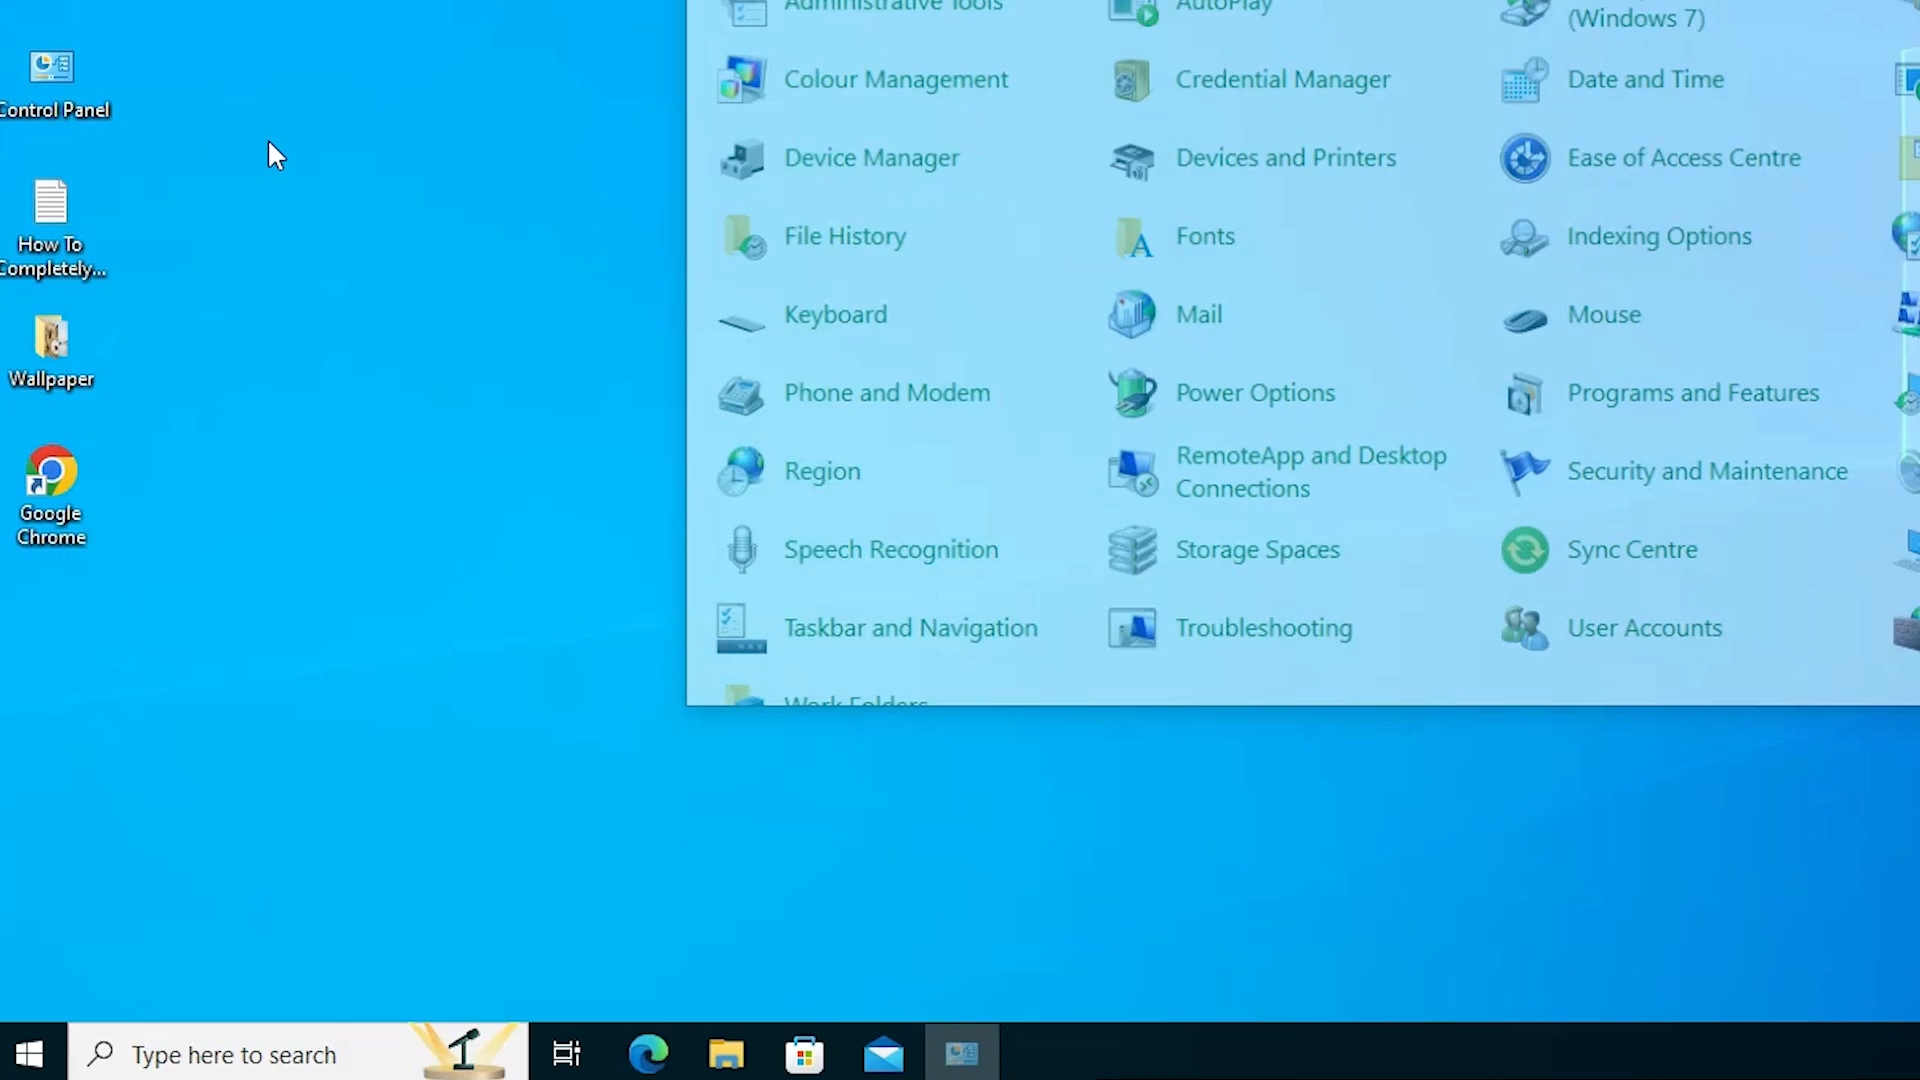 Administrative Tools
AutoPlay
(Windows 7)
Control Panel
Colour Management
Credential Manager
Date and Time
Device Manager
Devices and Printers
Ease of Access Centre
How To
Completely...
File History
Fonts
Indexing Options
Keyboard
Mail
Mouse
Wallpaper
Phone and Modem
Power Options
Programs and Features
Region
RemoteApp and Desktop
Connections
Security and Maintenance
Google
Chrome
Speech Recognition
Storage Spaces
Sync Centre
Taskbar and Navigation
Troubleshooting
User Accounts
Work Folders
Type here to search